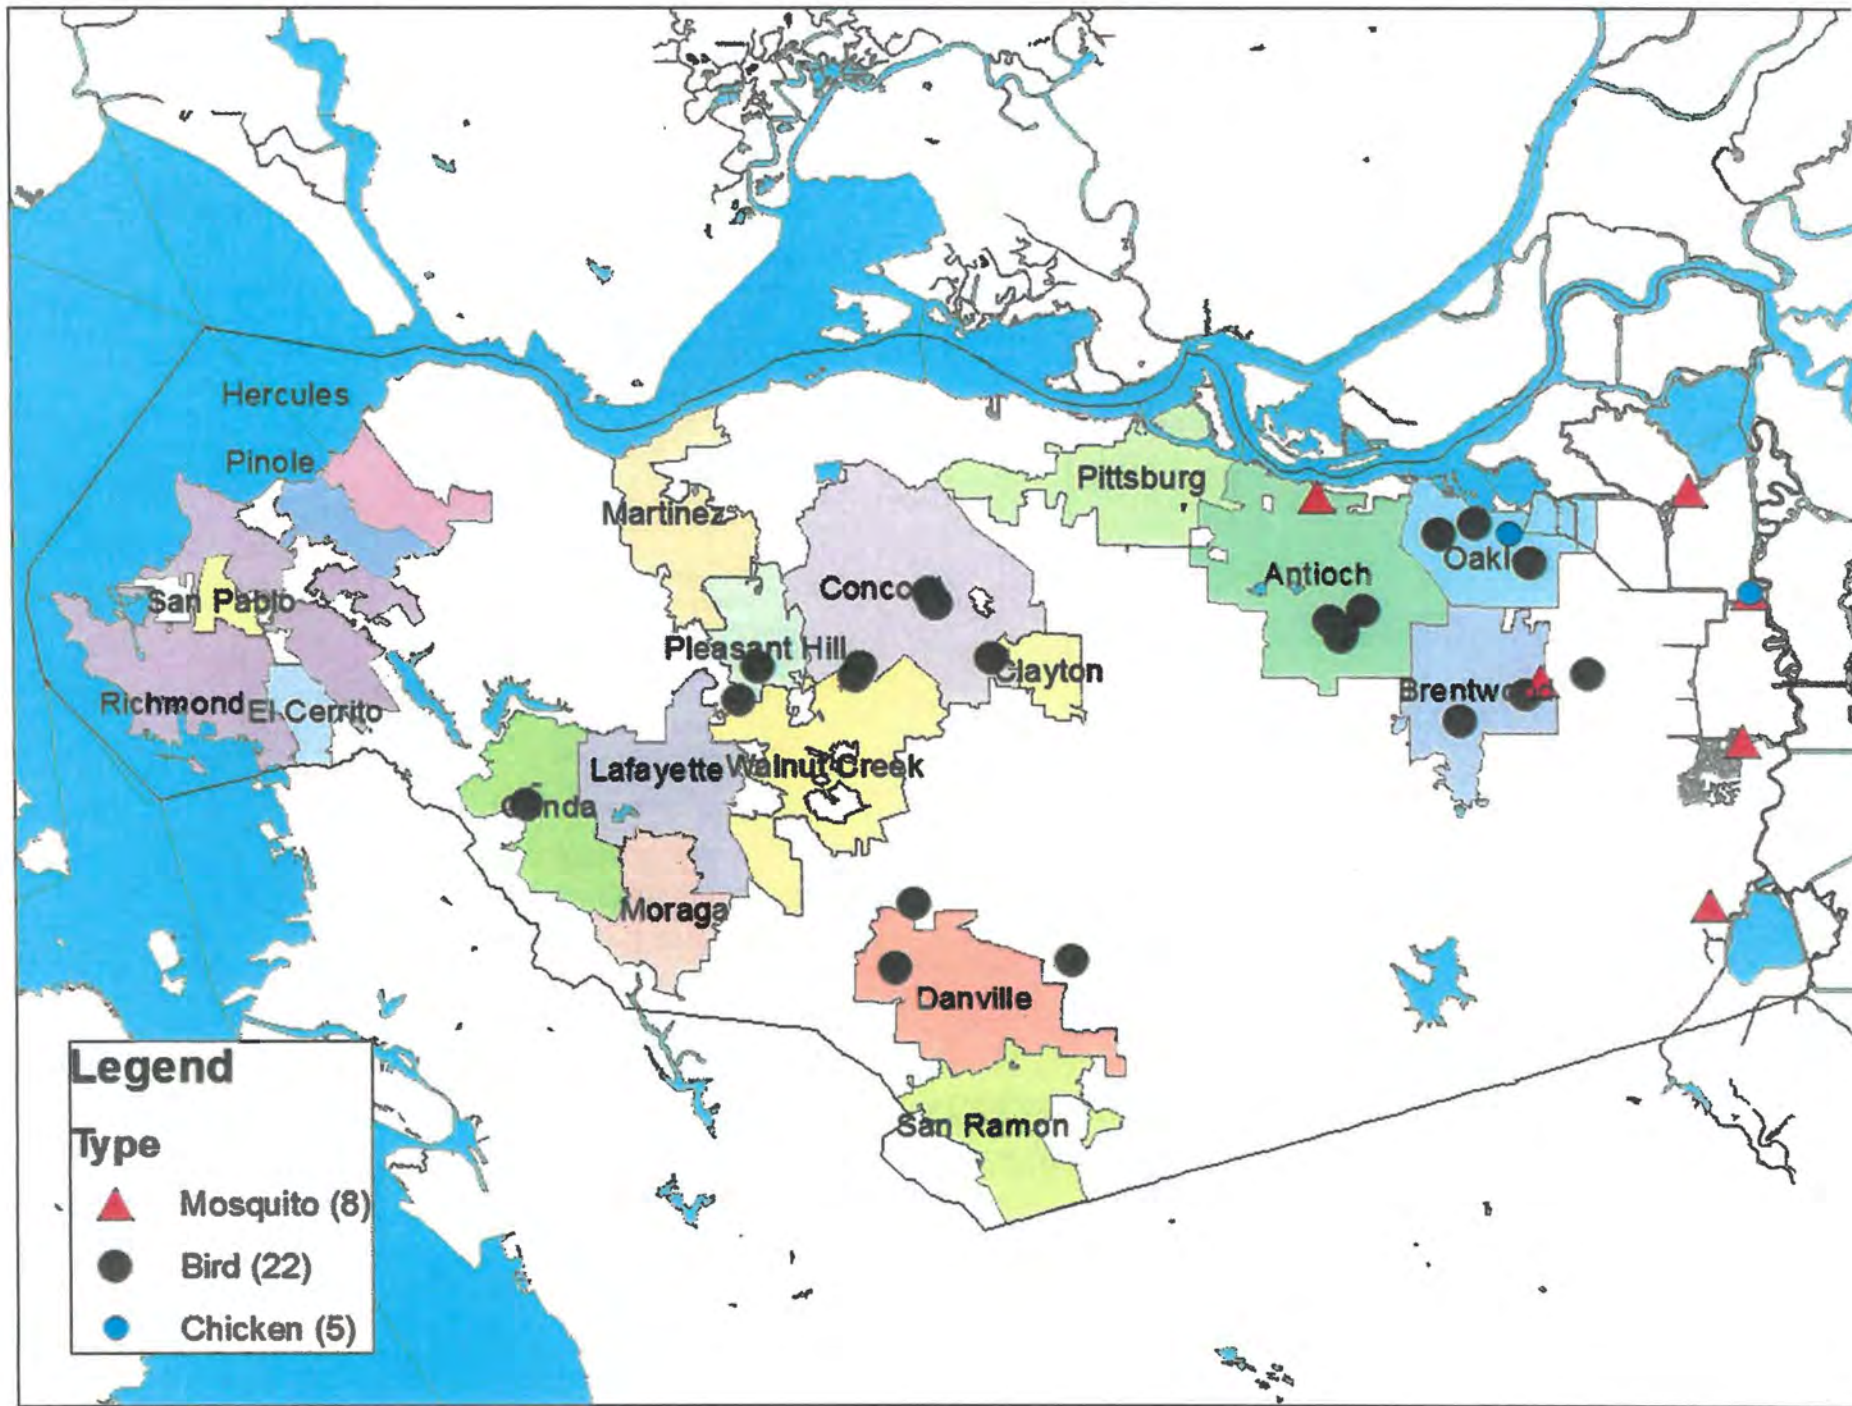 Hercules
Pinole
Pittsburg
Martinez
Antioch
Oakl
Concord
San Pablo
Pleasant Hill
Clayton
Richmond
El Cerrito
Brentwood
Lafayette
Walnut Creek
Moraga
Danville
San Ramon
Legend
Type
Mosquito (8)
Bird (22)
Chicken (5)